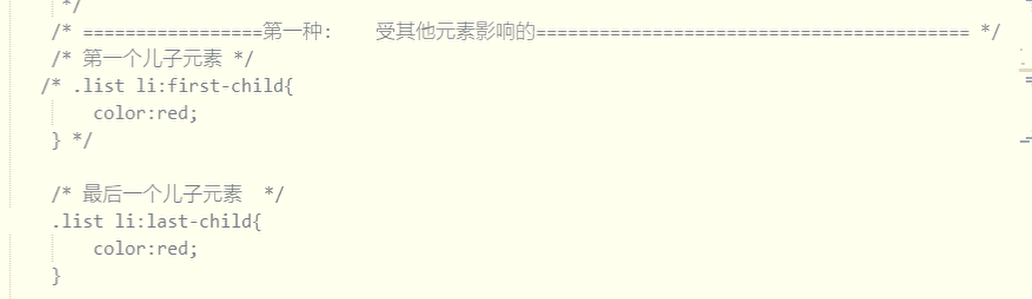 */
/* =================第一种:    受其他元素影响的========================================= */
/* 第一个儿子元素 */
/* .list li:first-child{
    color:red;
} */
/* 最后一个儿子元素  */
.list li:last-child{
    color:red;
}